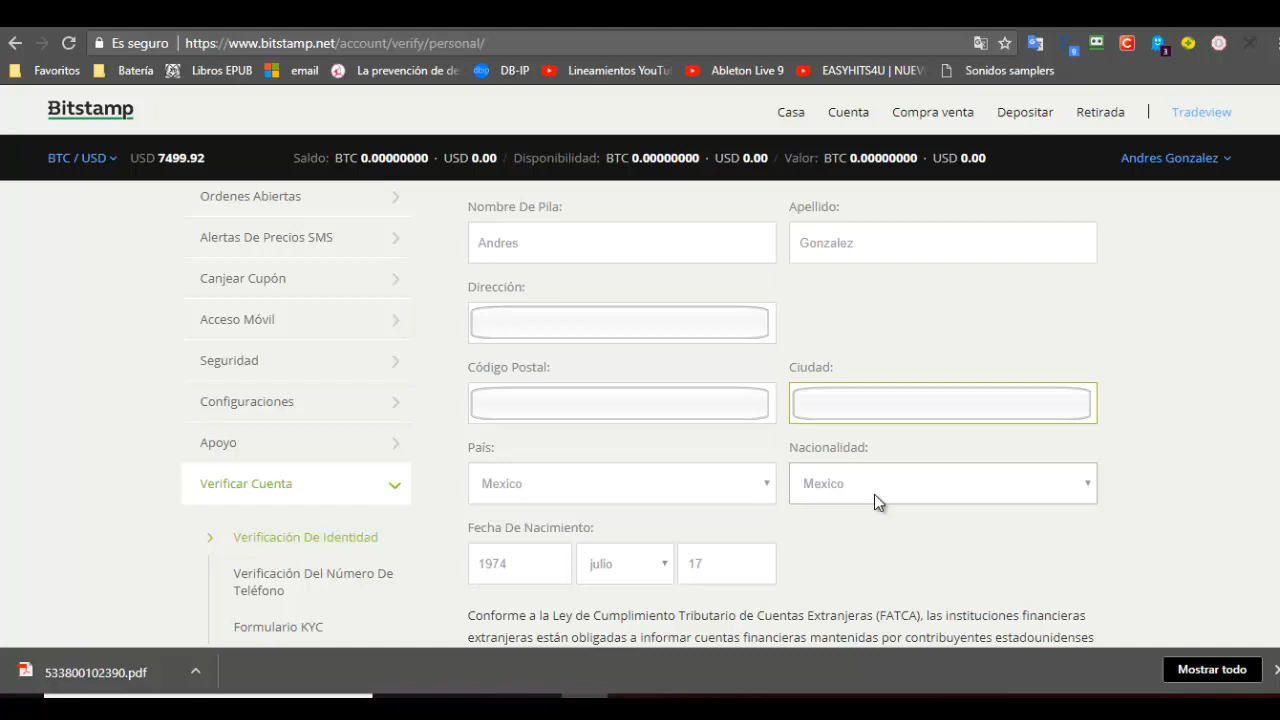 Es seguro | https://www.bitstamp.net/account/verify/personal/
9
C
3
Favoritos Batería Libros EPUB email La prevención de de DB-IP Lineamientos YouTu Ableton Live 9 EASYHITS4U | NUEV Sonidos samplers
Bitstamp
Casa Cuenta Compra venta Depositar Retirada Tradeview
BTC / USD USD 7499.92 Saldo: BTC 0.00000000 · USD 0.00 / Disponibilidad: BTC 0.00000000 · USD 0.00 / Valor: BTC 0.00000000 · USD 0.00 Andres Gonzalez
Ordenes Abiertas
Alertas De Precios SMS
Canjear Cupón
Acceso Móvil
Seguridad
Configuraciones
Apoyo
Verificar Cuenta
Verificación De Identidad
Verificación Del Número De
Teléfono
Formulario KYC
Nombre De Pila: Apellido:
Andres Gonzalez
Dirección:
Código Postal: Ciudad:
País: Nacionalidad:
Mexico Mexico
Fecha De Nacimiento:
1974 julio 17
Conforme a la Ley de Cumplimiento Tributario de Cuentas Extranjeras (FATCA), las instituciones financieras
extranjeras están obligadas a informar cuentas financieras mantenidas por contribuyentes estadounidenses
533800102390.pdf Mostrar todo